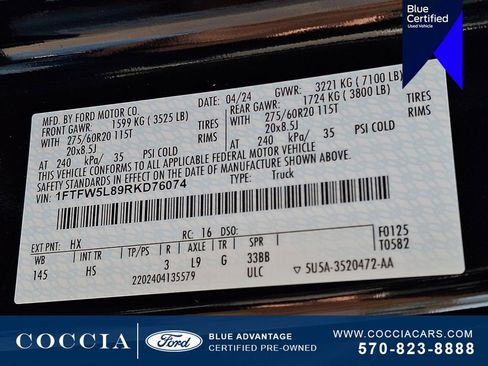 Blue
Certified
Used Vehicle
MFD. BY FORD MOTOR CO.
DATE: 04/24 GVWR: 3221 KG (7100 LB)
FRONT GAWR: 1599 KG (3525 LB)
REAR GAWR: 1724 KG (3800 LB)
275/60R20 115T TIRES
275/60R20 115T TIRES
20x8.5J RIMS
20x8.5J RIMS
AT 240 kPa/ 35 PSI COLD
AT 240 kPa/ 35 PSI COLD
THIS VEHICLE CONFORMS TO ALL APPLICABLE FEDERAL MOTOR VEHICLE
SAFETY STANDARDS IN EFFECT ON THE DATE OF MANUFACTURE SHOWN ABOVE.
VIN: 1FTFW5L89RKD76074
TYPE: Truck
EXT PNT: HX RC: 16 DSO: F0125
WB INT TR TP/PS R AXLE TR SPR T0582
145 HS 3 L9 G 33BB
2202404135579 ULC 5U5A-3520472-AA
COCCIA Ford BLUE ADVANTAGE
CERTIFIED PRE-OWNED
WWW.COCCIACARS.COM
570-823-8888